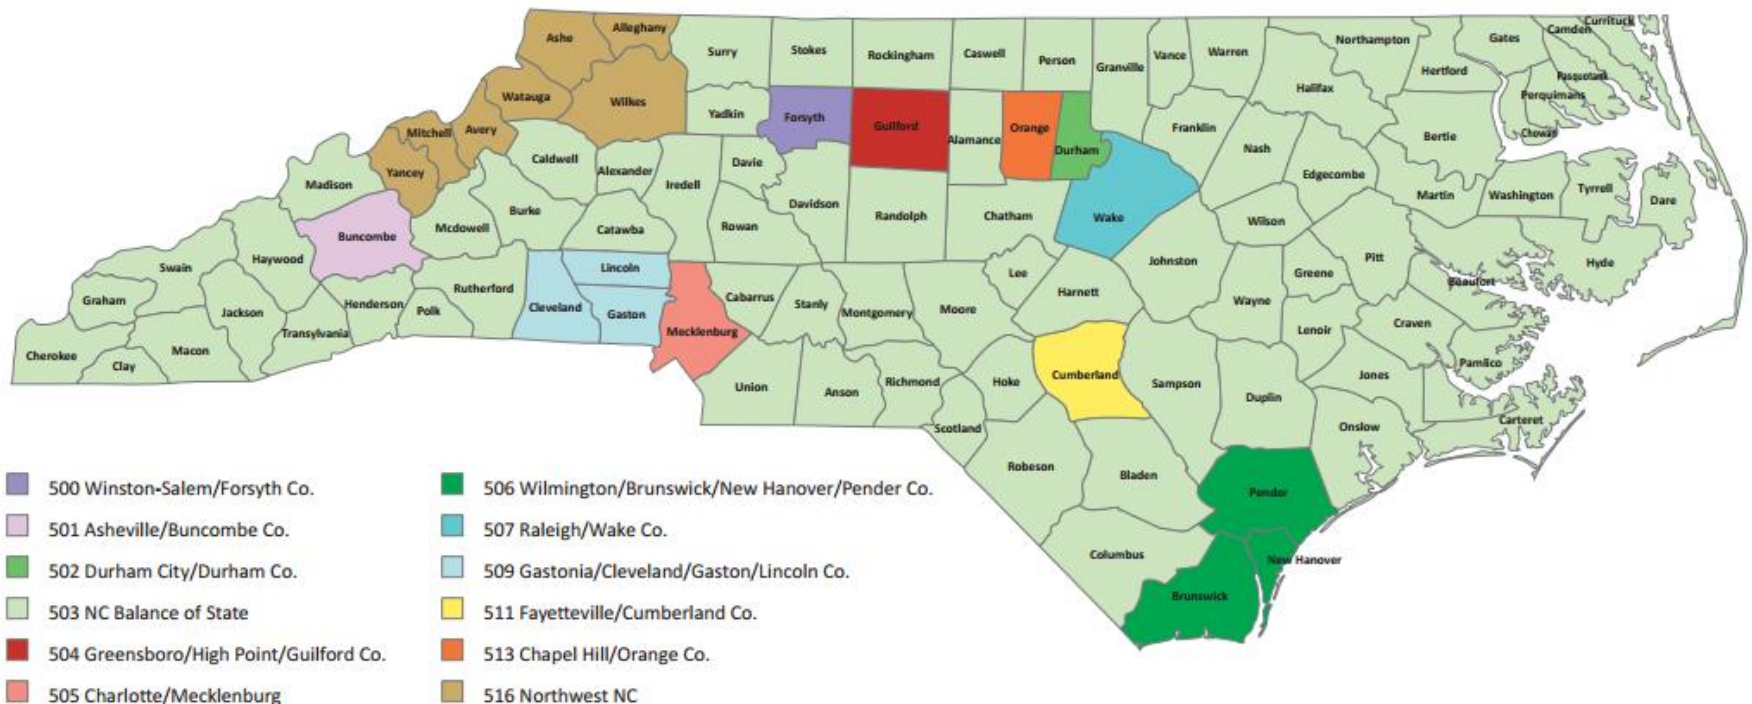 Ashe
Alleghany
Surry
Stokes
Rockingham
Caswell
Person
Granville
Vance
Warren
Northampton
Gates
Camden
Currituck
Hertford
Pasquotank
Halifax
Perquimans
Watauga
Wilkes
Yadkin
Forsyth
Guilford
Alamance
Orange
Durham
Franklin
Bertie
Chowan
Mitchell
Avery
Nash
Caldwell
Davie
Yancey
Alexander
Iredell
Edgecombe
Madison
Martin
Washington
Tyrrell
Dare
Davidson
Burke
Randolph
Chatham
Wake
Wilson
Mcdowell
Catawba
Rowan
Buncombe
Haywood
Swain
Lincoln
Johnston
Pitt
Hyde
Lee
Greene
Beaufort
Graham
Rutherford
Harnett
Cabarrus
Stanly
Henderson
Jackson
Polk
Cleveland
Gaston
Montgomery
Moore
Wayne
Transylvania
Mecklenburg
Lenoir
Craven
Cherokee
Macon
Clay
Pamlico
Union
Anson
Richmond
Hoke
Cumberland
Sampson
Jones
Duplin
Scotland
Onslow
Carteret
Robeson
Bladen
Pender
Columbus
New Hanover
Brunswick
500 Winston-Salem/Forsyth Co.
501 Asheville/Buncombe Co.
502 Durham City/Durham Co.
503 NC Balance of State
504 Greensboro/High Point/Guilford Co.
505 Charlotte/Mecklenburg
506 Wilmington/Brunswick/New Hanover/Pender Co.
507 Raleigh/Wake Co.
509 Gastonia/Cleveland/Gaston/Lincoln Co.
511 Fayetteville/Cumberland Co.
513 Chapel Hill/Orange Co.
516 Northwest NC